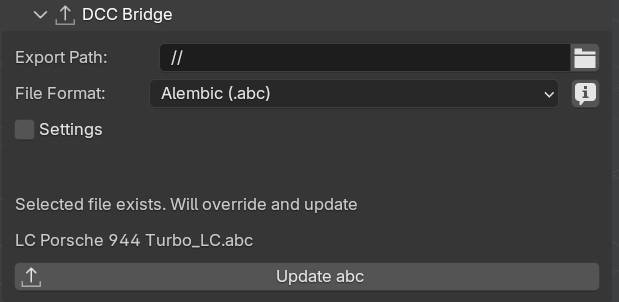 DCC Bridge
Export Path: //
File Format: Alembic (.abc)
Settings
Selected file exists. Will override and update
LC Porsche 944 Turbo_LC.abc
Update abc